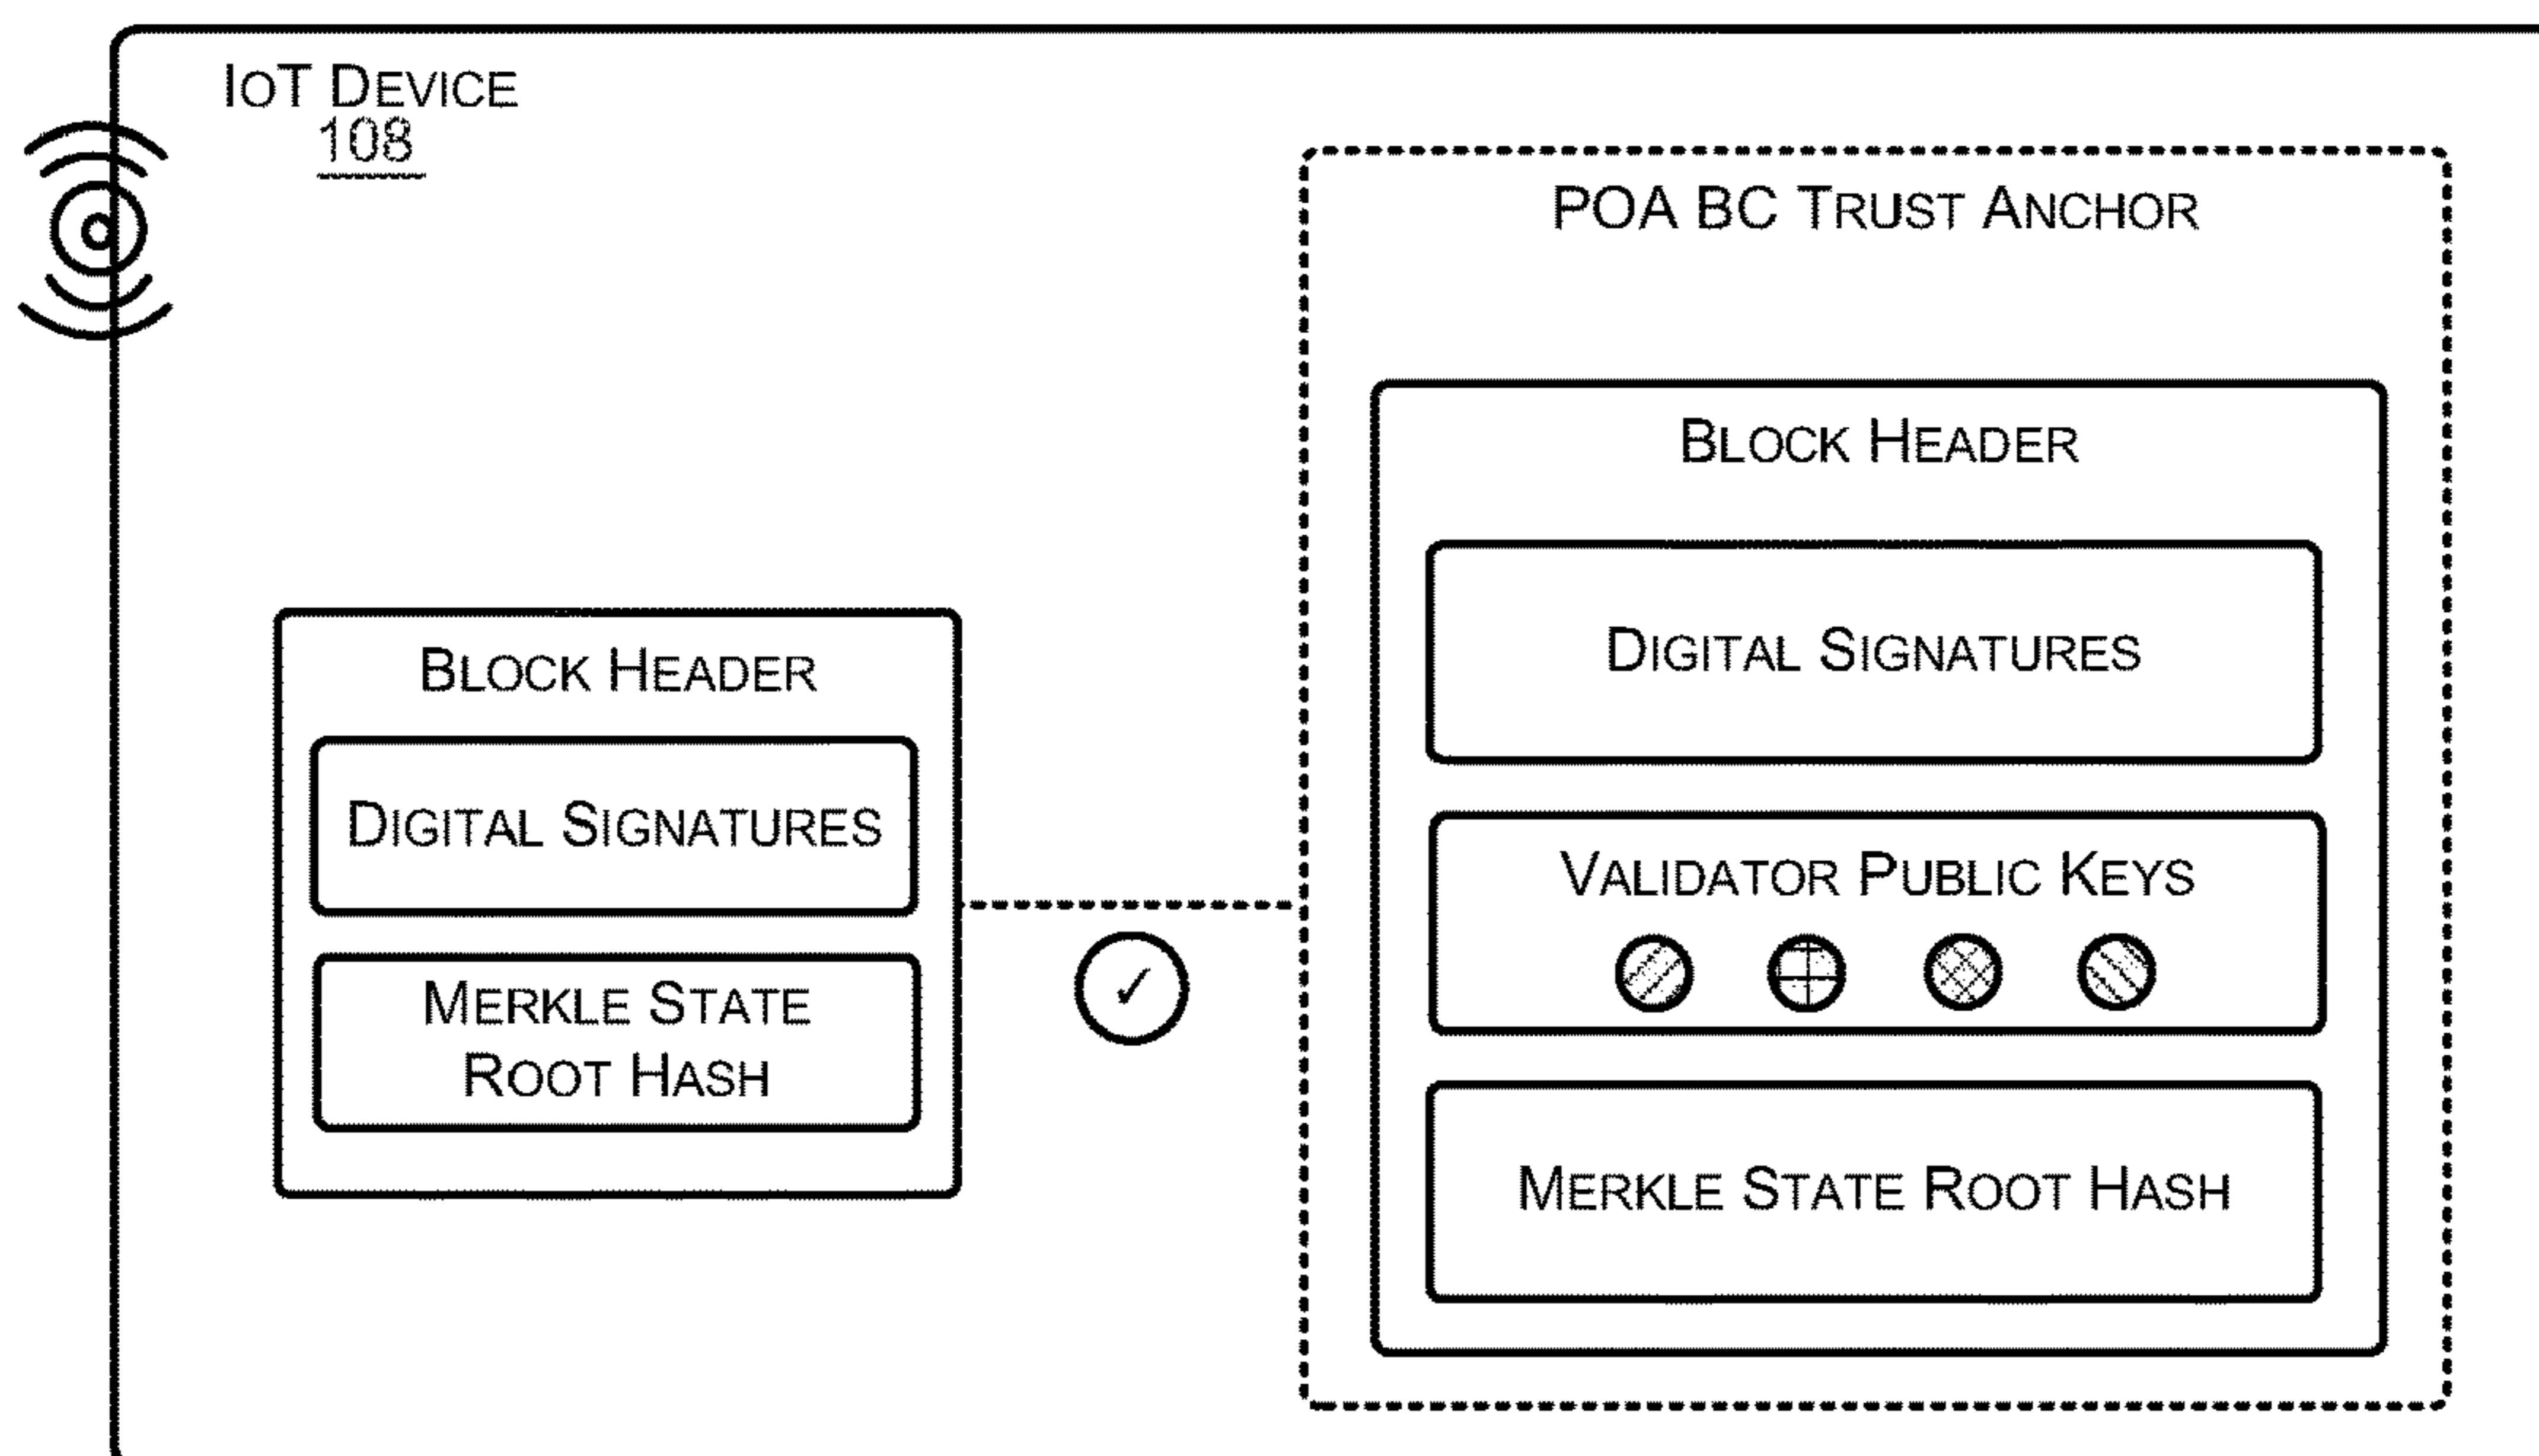 IoT Device
108
POA BC Trust Anchor
Block Header
Digital Signatures
Validator Public Keys
Merkle State Root Hash
Block Header
Digital Signatures
Merkle State
Root Hash